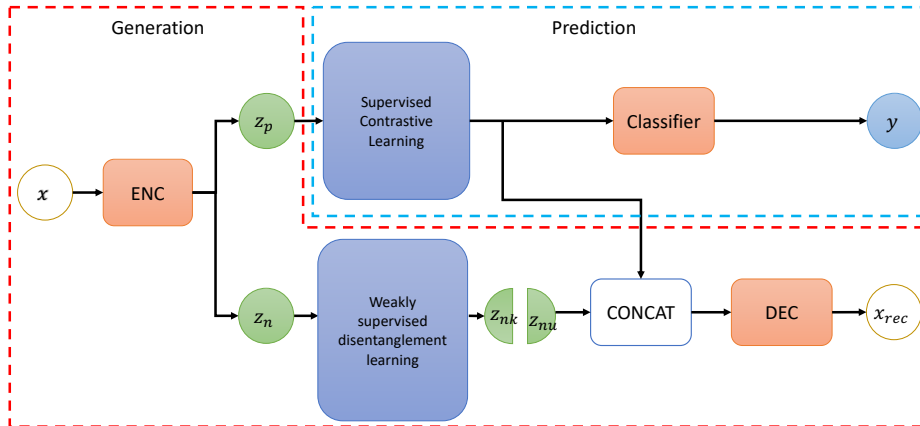 Generation
Prediction
Supervised
Contrastive
Learning
z_p
Classifier
y
x
ENC
Weakly
supervised
disentanglement
learning
z_n
z_nk
z_nu
CONCAT
DEC
x_rec